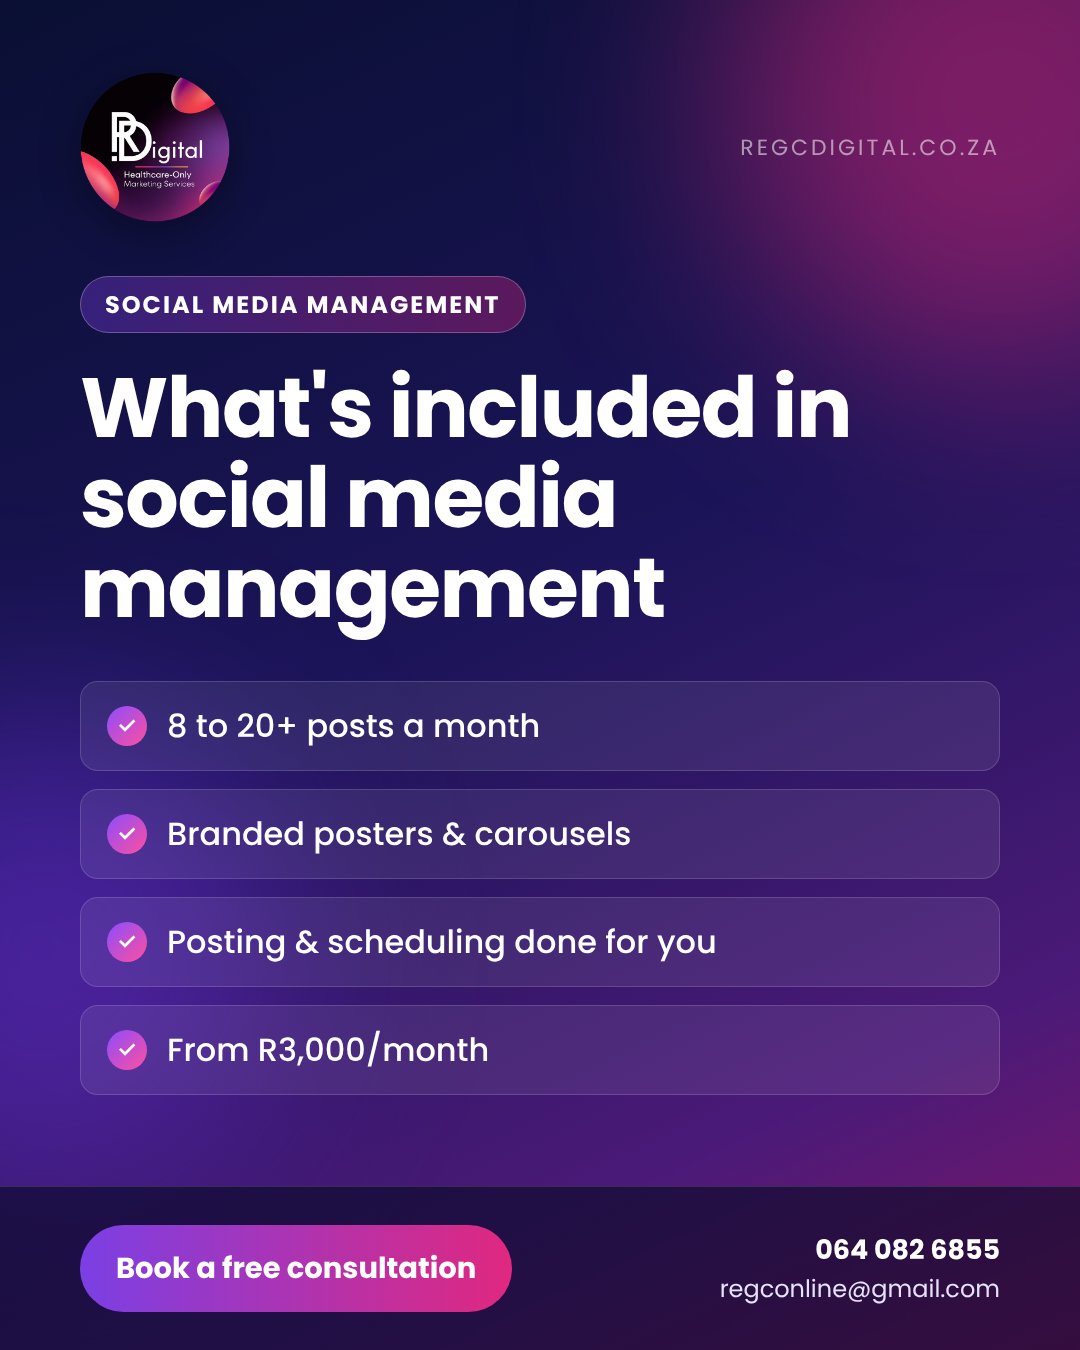 RDigital
Healthcare-Only
Marketing Services
REGCDIGITAL.CO.ZA
SOCIAL MEDIA MANAGEMENT
What's included in
social media
management
8 to 20+ posts a month
Branded posters & carousels
Posting & scheduling done for you
From R3,000/month
Book a free consultation
064 082 6855
regconline@gmail.com